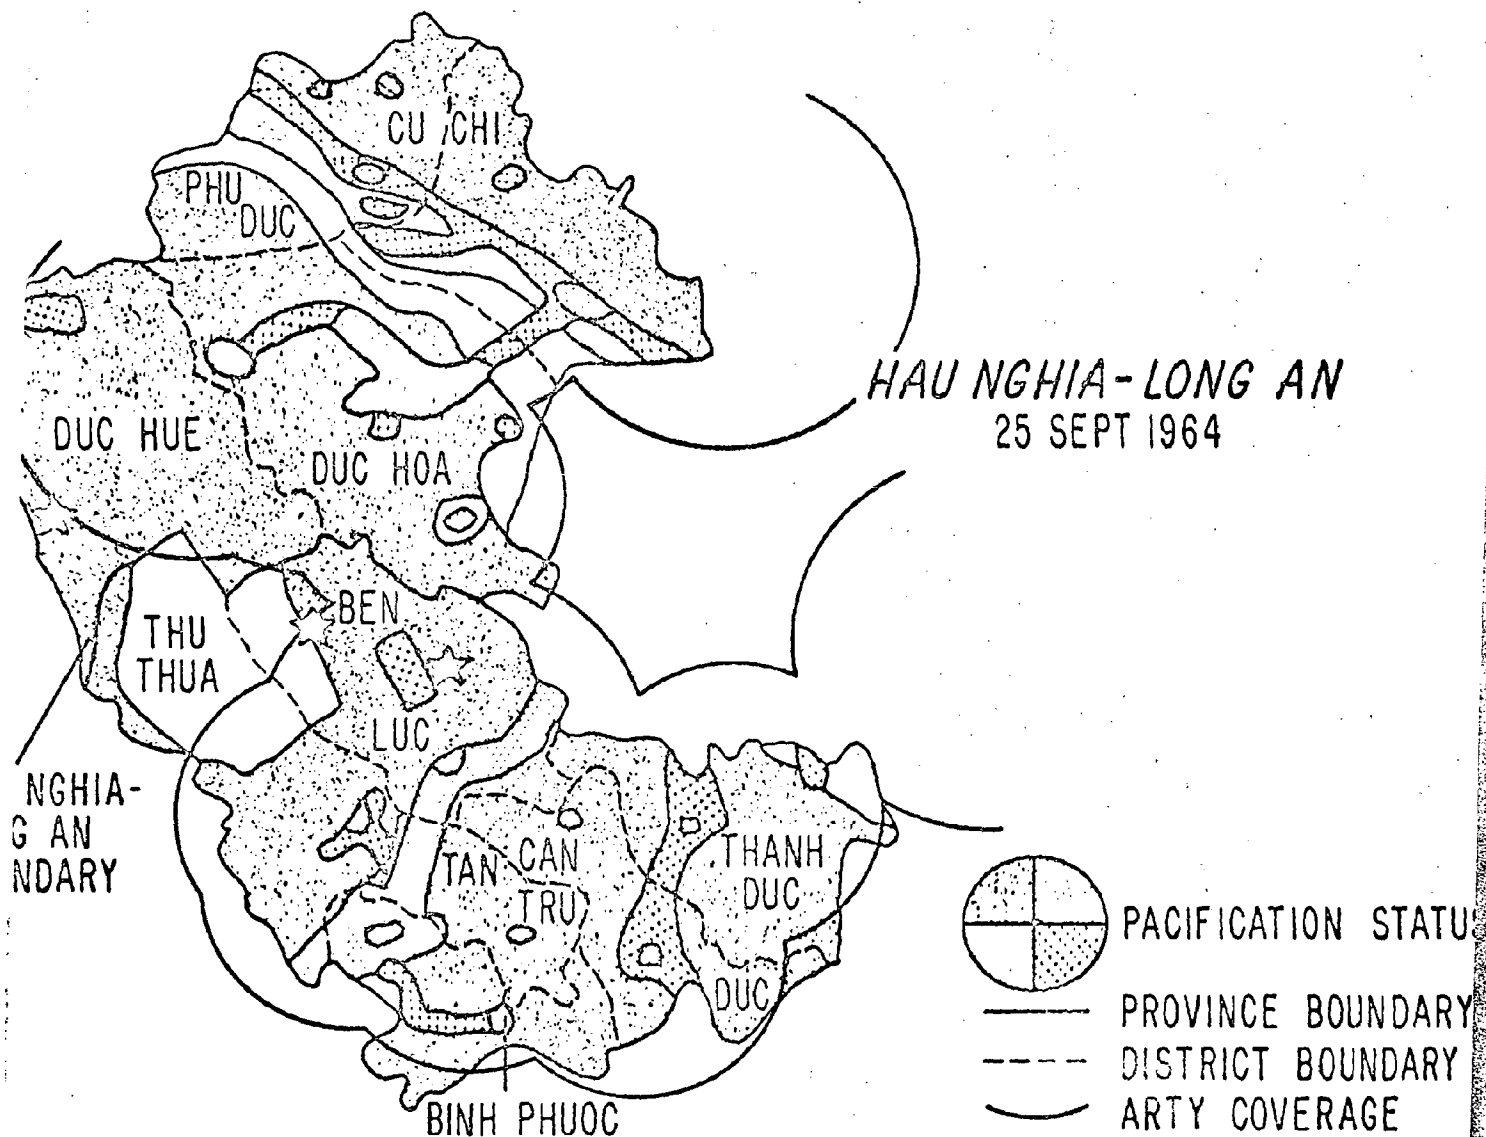 CU CHI
PHU
DUC
HAU NGHIA-LONG AN
25 SEPT 1964
DUC HUE
DUC HOA
BEN
THU
THUA
LUC
NGHIA-
G AN
NDARY
TAN
CAN
TRU
THANH
DUC
DUC
PACIFICATION STATUS
PROVINCE BOUNDARY
DISTRICT BOUNDARY
ARTY COVERAGE
BINH PHUOC